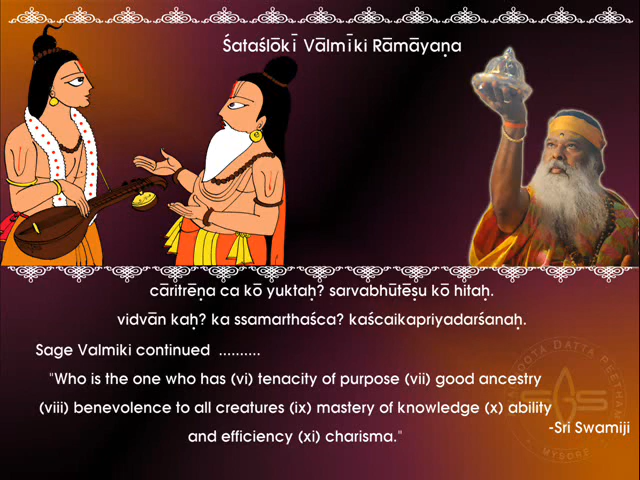 Śataślōkī Vālmīki Rāmāyaṇa
cāritrēṇa ca kō yuktaḥ? sarvabhūtēṣu kō hitaḥ.
vidvān kaḥ? ka ssamarthaśca? kaścaikapriyadarśanaḥ.
Sage Valmiki continued ..........
"Who is the one who has (vi) tenacity of purpose (vii) good ancestry
(viii) benevolence to all creatures (ix) mastery of knowledge (x) ability
and efficiency (xi) charisma."
-Sri Swamiji
MYSORE